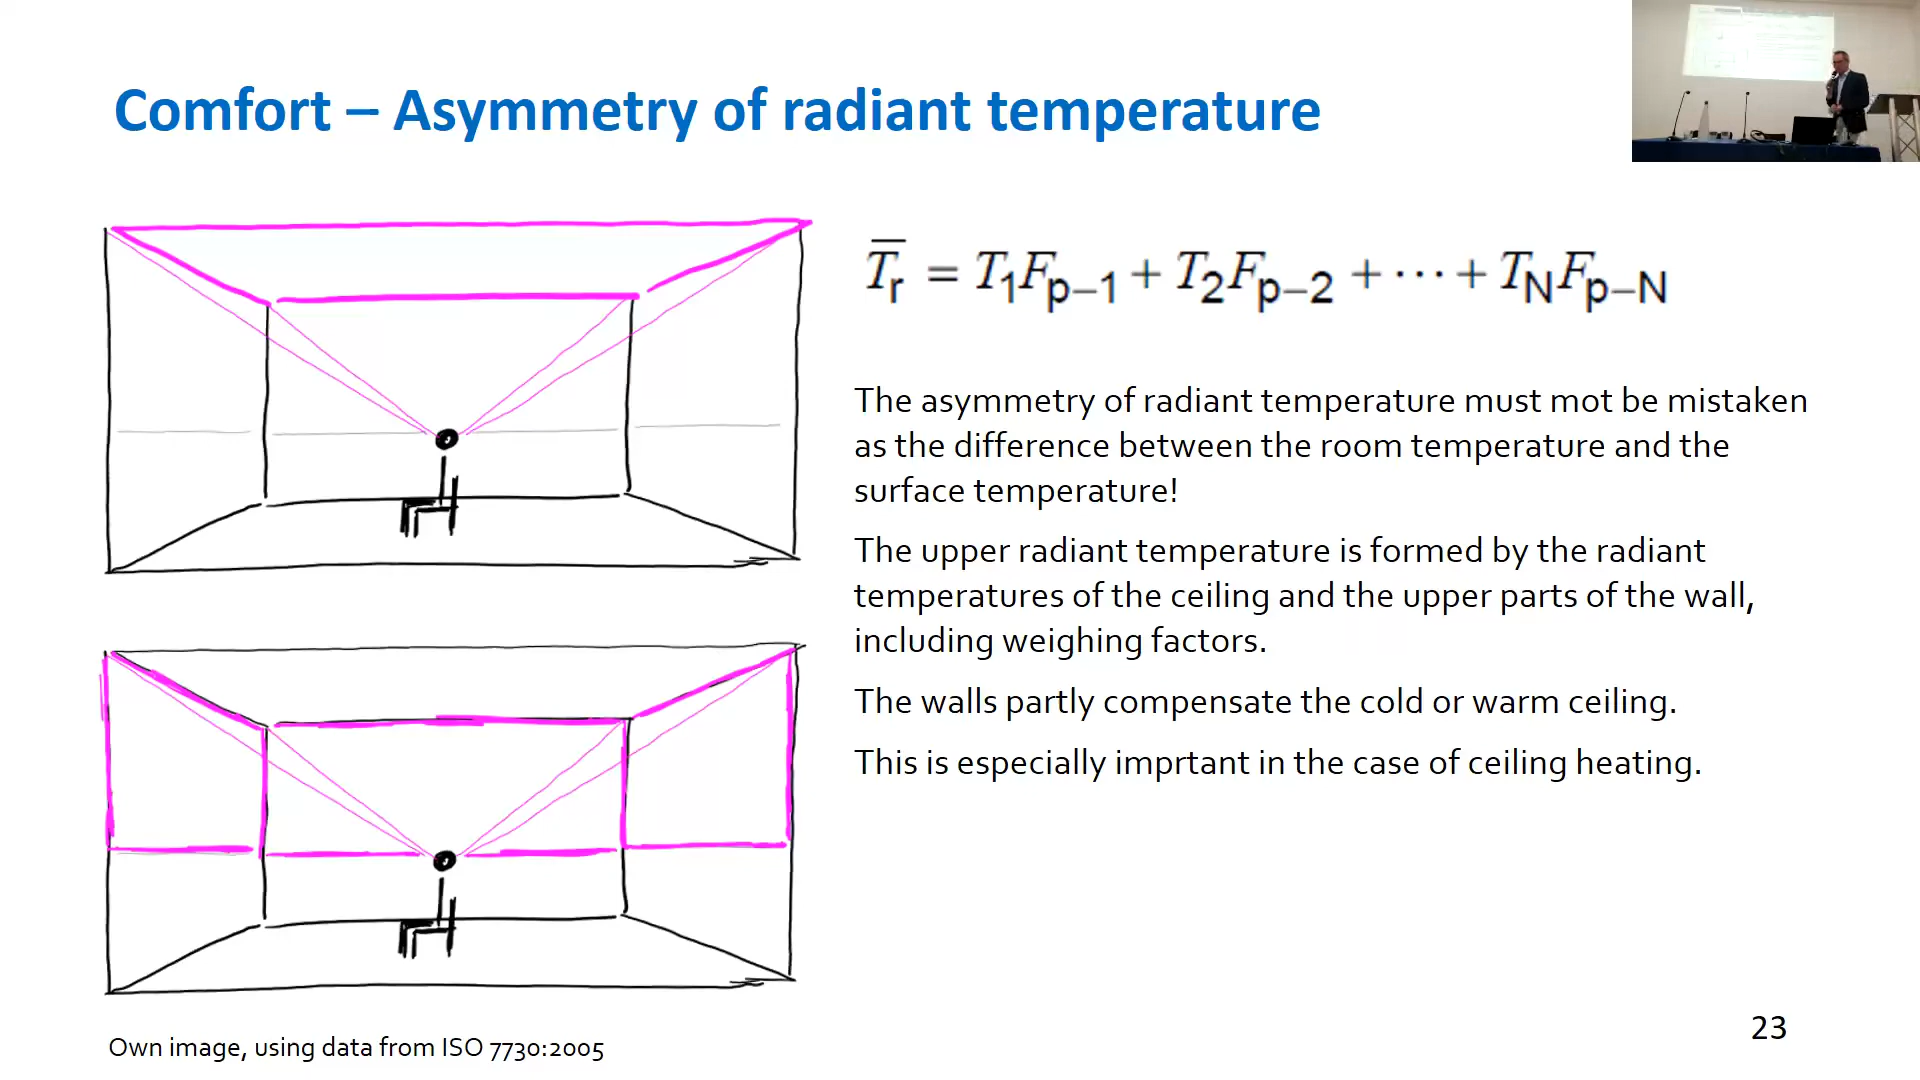 Comfort – Asymmetry of radiant temperature
T̅r = T1Fp−1 + T2Fp−2 + ··· + TNFp−N
The asymmetry of radiant temperature must mot be mistaken
as the difference between the room temperature and the
surface temperature!
The upper radiant temperature is formed by the radiant
temperatures of the ceiling and the upper parts of the wall,
including weighing factors.
The walls partly compensate the cold or warm ceiling.
This is especially imprtant in the case of ceiling heating.
Own image, using data from ISO 7730:2005
23